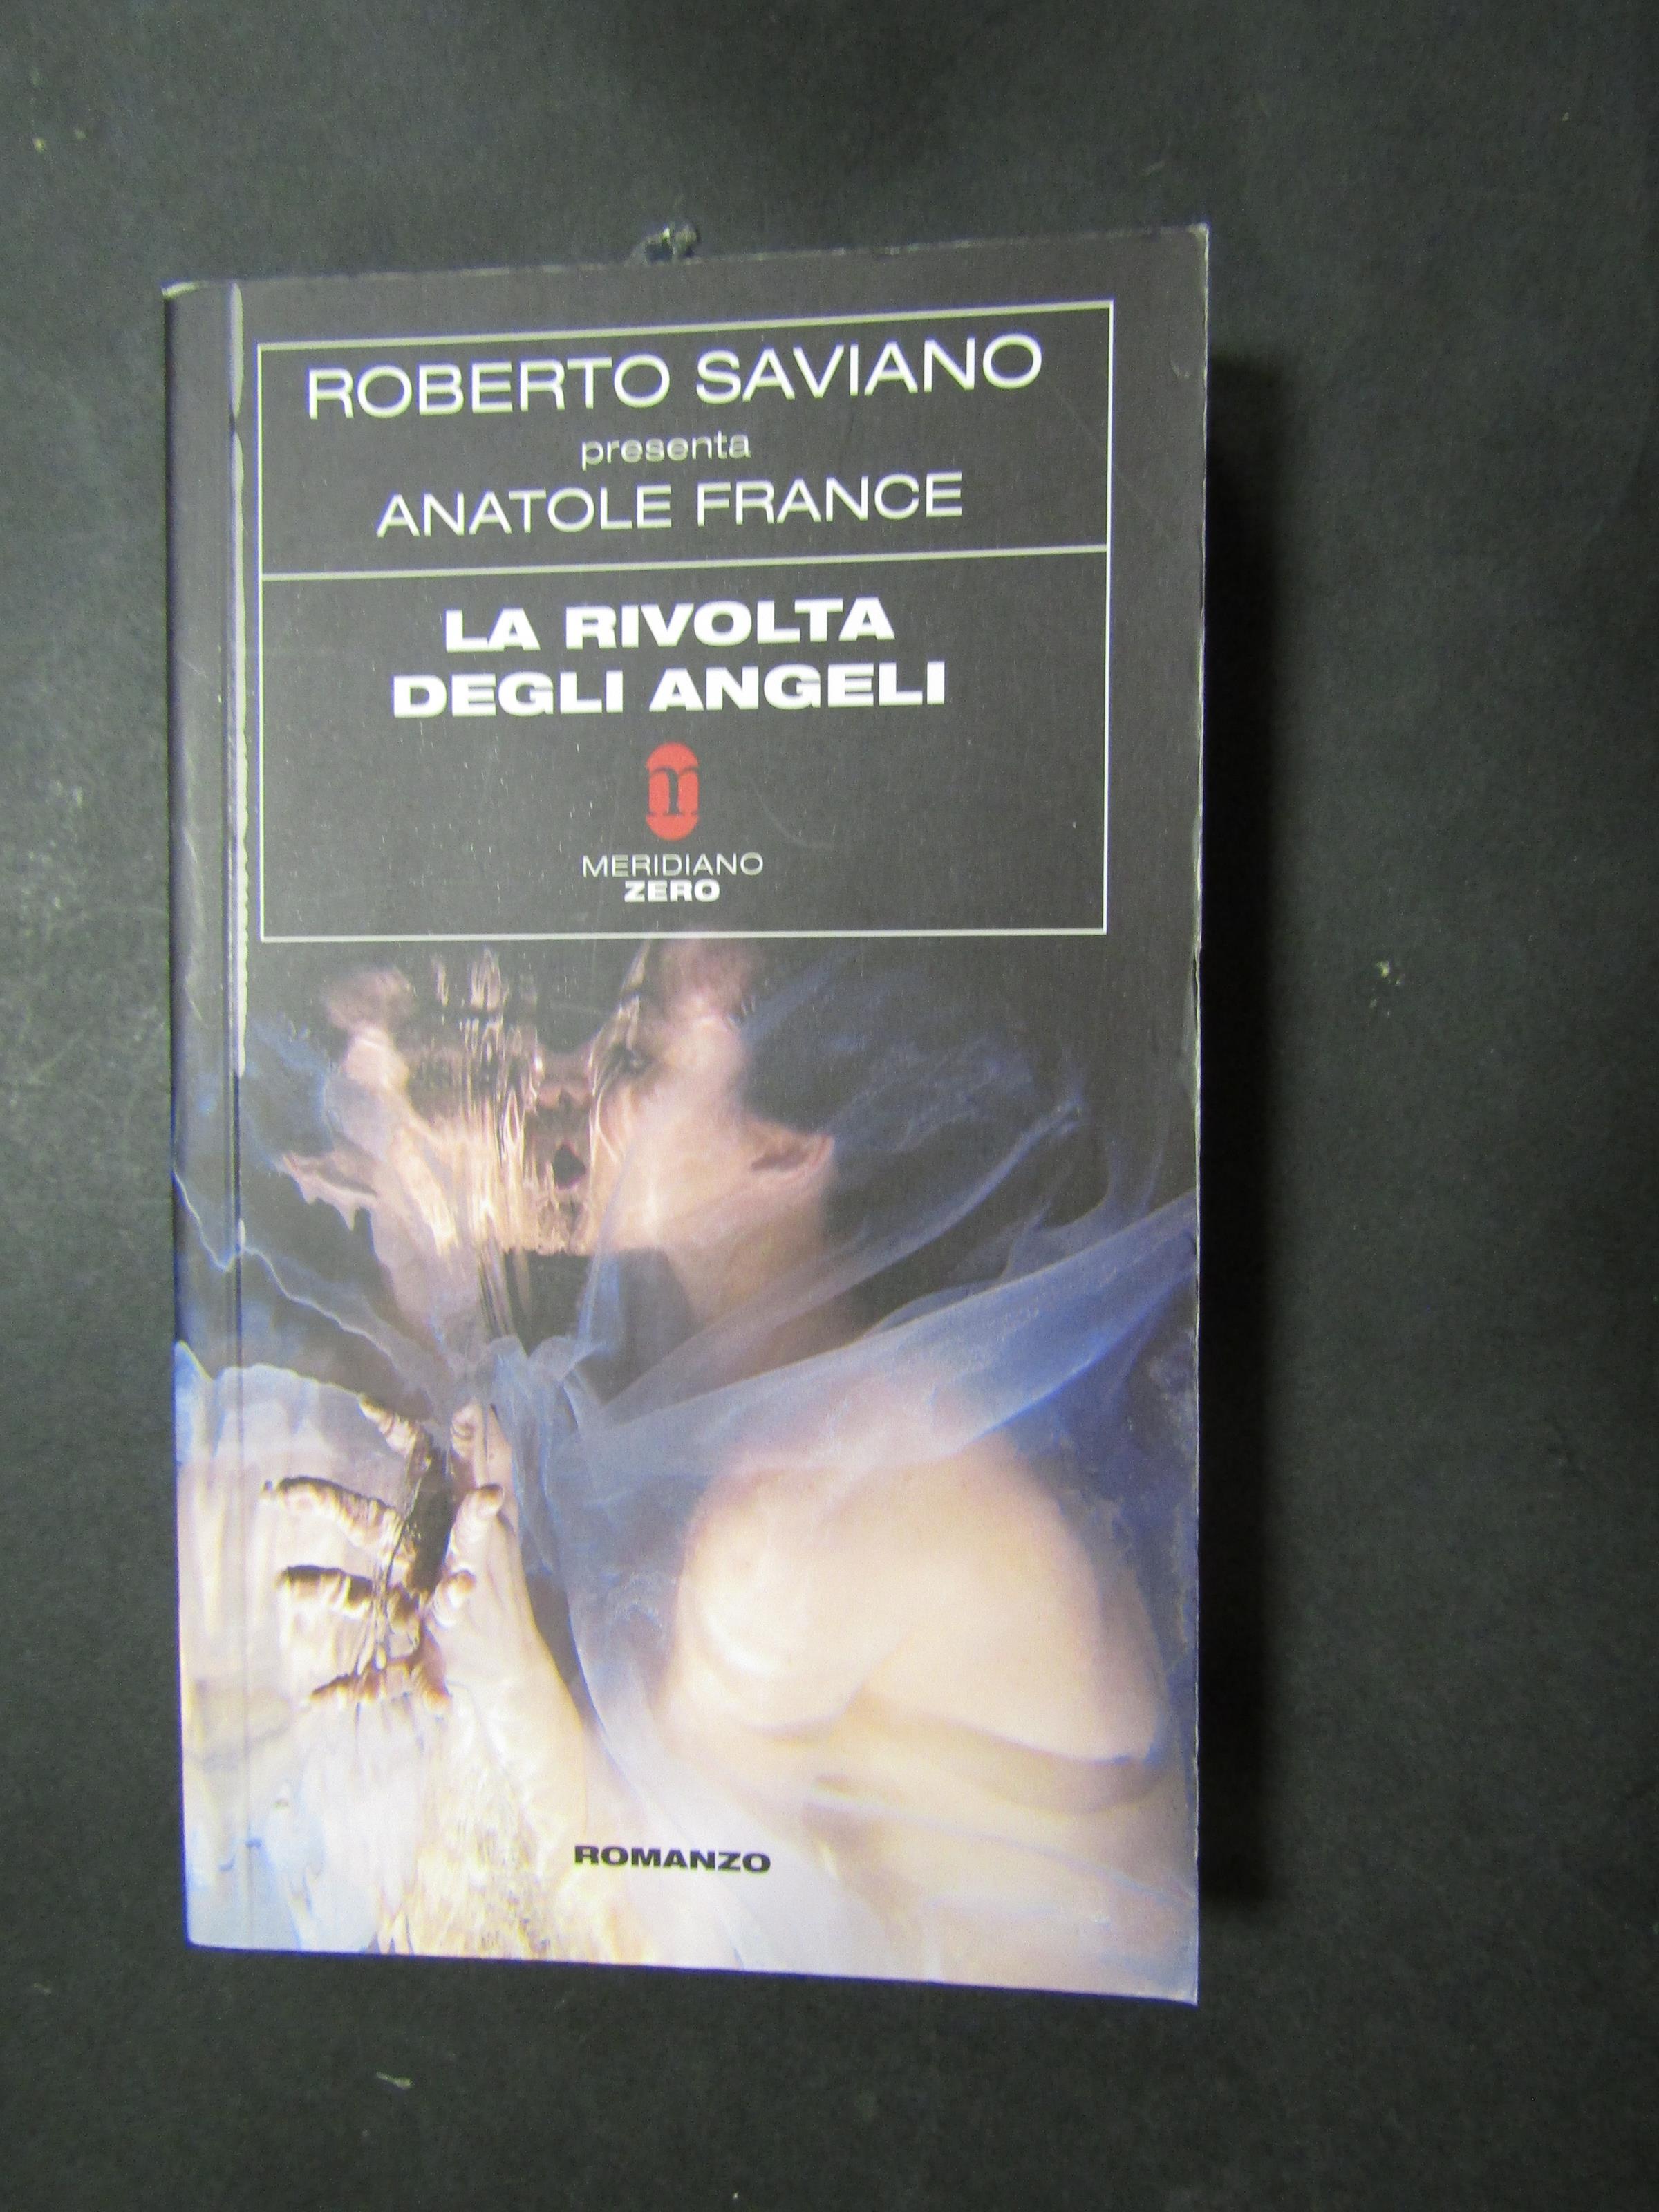 ROBERTO SAVIANO
presenta
ANATOLE FRANCE
LA RIVOLTA
DEGLI ANGELI
m
MERIDIANO
ZERO
ROMANZO